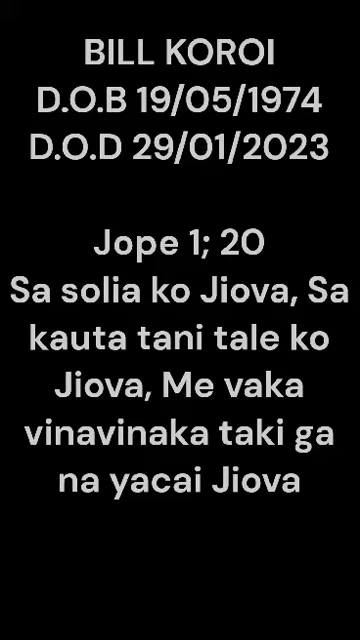 BILL KOROI
D.O.B 19/05/1974
D.O.D 29/01/2023
Jope 1; 20
Sa solia ko Jiova, Sa
kauta tani tale ko
Jiova, Me vaka
vinavinaka taki ga
na yacai Jiova